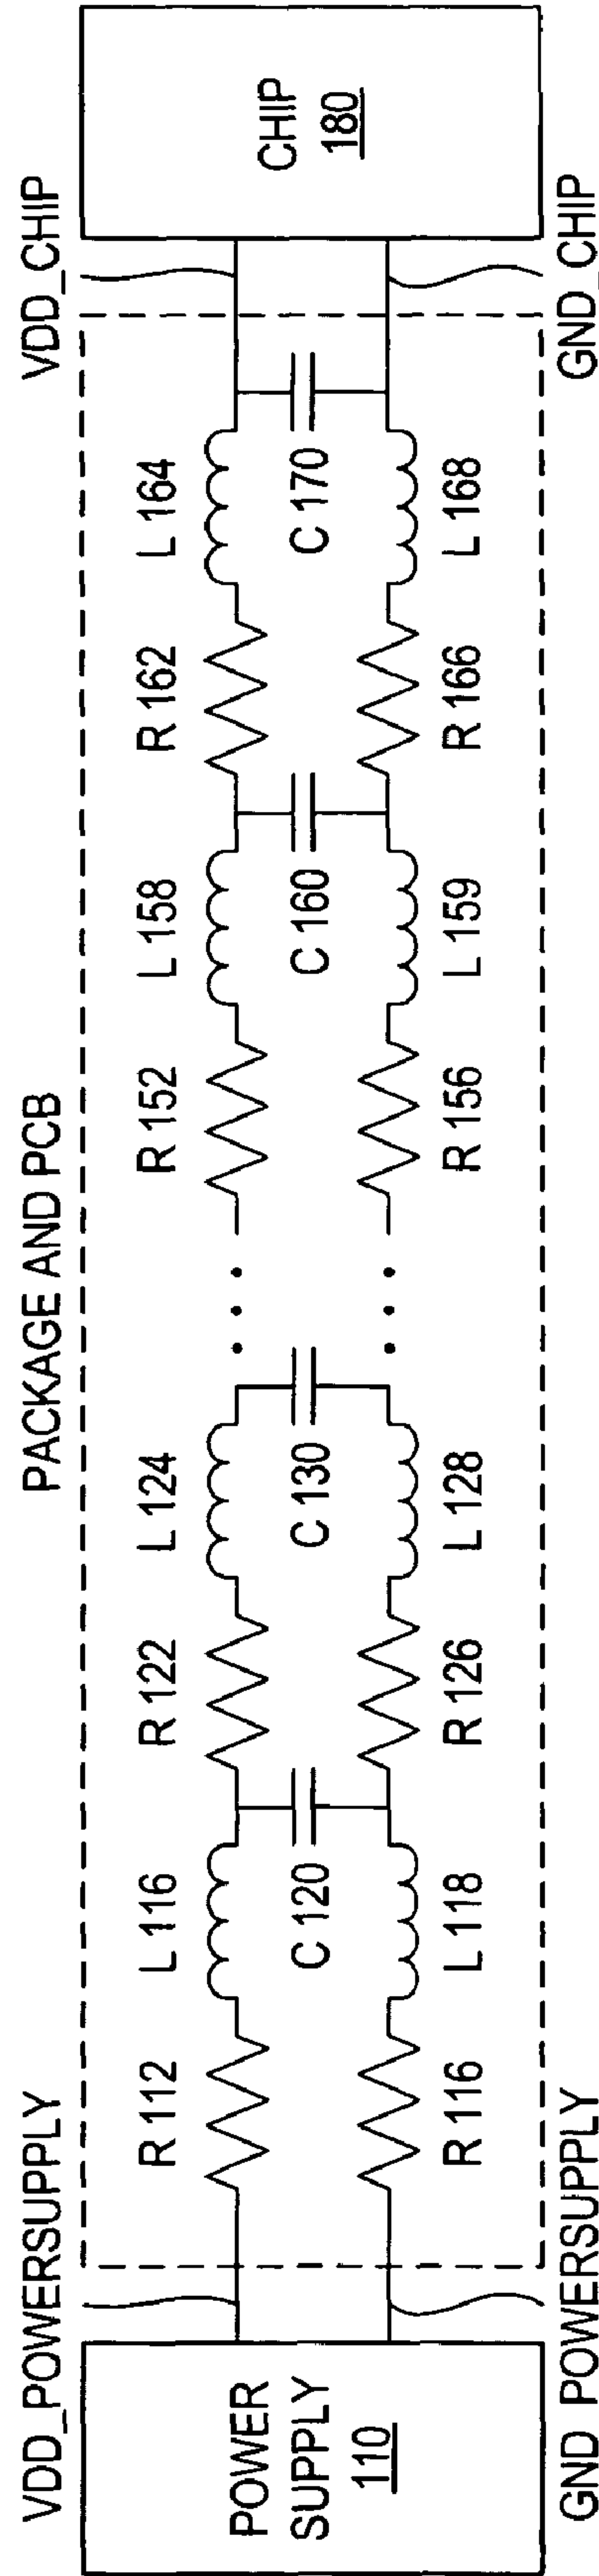 PACKAGE AND PCB
VDD_POWERSUPPLY
VDD_CHIP
R 112
L 116
R 122
L 124
R 152
L 158
R 162
L 164
POWER
SUPPLY
110
C 120
C 130
C 160
C 170
CHIP
180
R 116
L 118
R 126
L 128
R 156
L 159
R 166
L 168
GND POWERSUPPLY
GND_CHIP